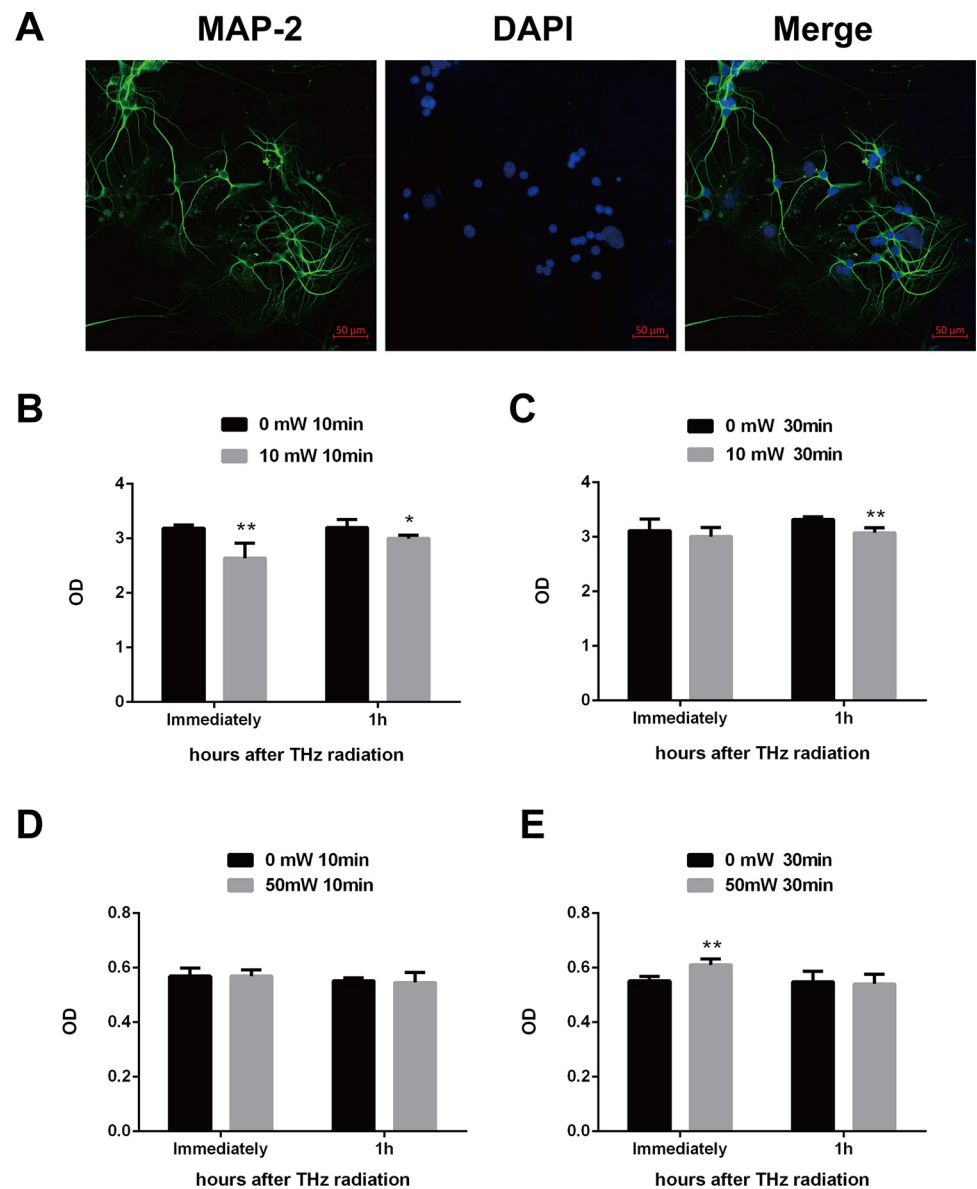 A
MAP-2 DAPI Merge
50 μm 50 μm 50 μm
B
0 mW 10min
10 mW 10min
4
3
2
1
0
OD
** *
Immediately 1h
hours after THz radiation
C
0 mW 30min
10 mW 30min
4
3
2
1
0
OD
**
Immediately 1h
hours after THz radiation
D
0 mW 10min
50mW 10min
0.8
0.6
0.4
0.2
0.0
OD
Immediately 1h
hours after THz radiation
E
0 mW 30min
50mW 30min
0.8
0.6
0.4
0.2
0.0
OD
**
Immediately 1h
hours after THz radiation